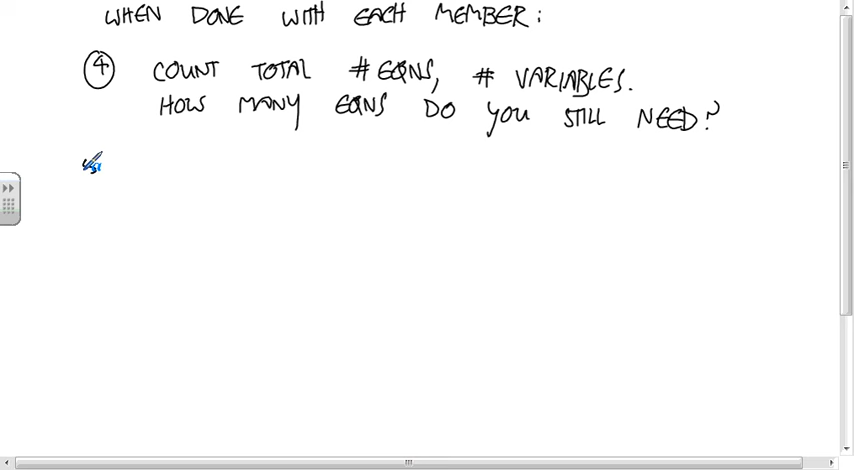 WHEN DONE WITH EACH MEMBER:
④ COUNT TOTAL # EQNS, # VARIABLES.
HOW MANY EQNS DO YOU STILL NEED?